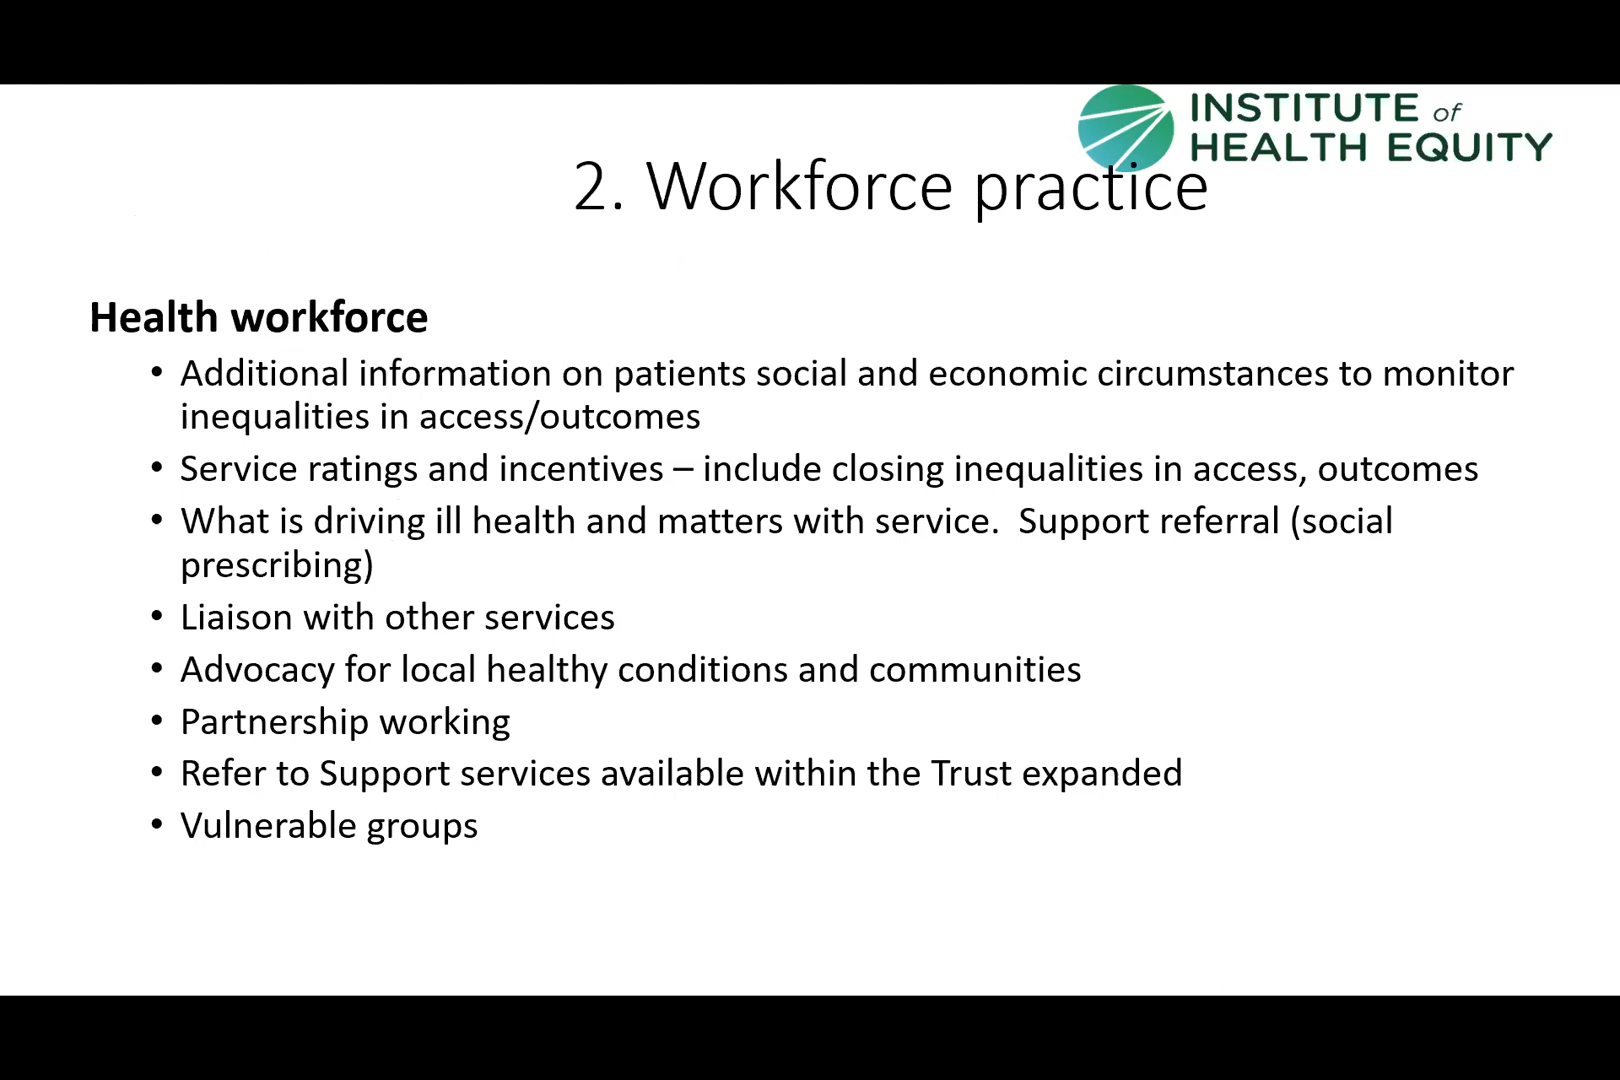 INSTITUTE of
HEALTH EQUITY
2. Workforce practice
Health workforce
• Additional information on patients social and economic circumstances to monitor
inequalities in access/outcomes
• Service ratings and incentives – include closing inequalities in access, outcomes
• What is driving ill health and matters with service.  Support referral (social
prescribing)
• Liaison with other services
• Advocacy for local healthy conditions and communities
• Partnership working
• Refer to Support services available within the Trust expanded
• Vulnerable groups